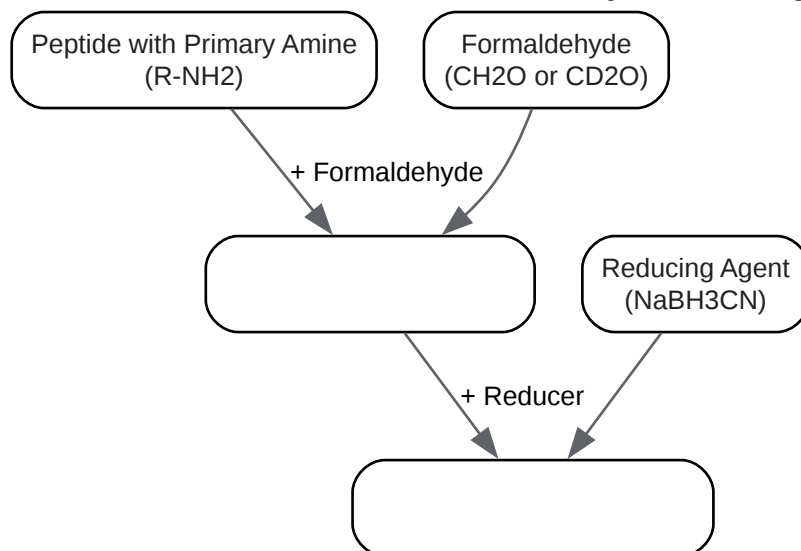 Peptide with Primary Amine
(R-NH2)
Formaldehyde
(CH2O or CD2O)
+ Formaldehyde
Reducing Agent
(NaBH3CN)
+ Reducer